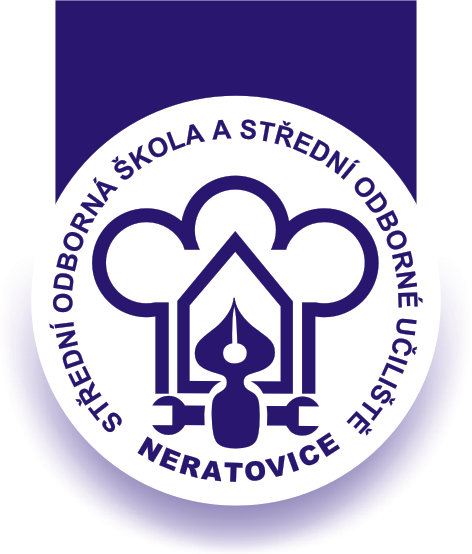 STŘEDNÍ ODBORNÁ ŠKOLA A STŘEDNÍ ODBORNÉ UČILIŠTĚ
NERATOVICE